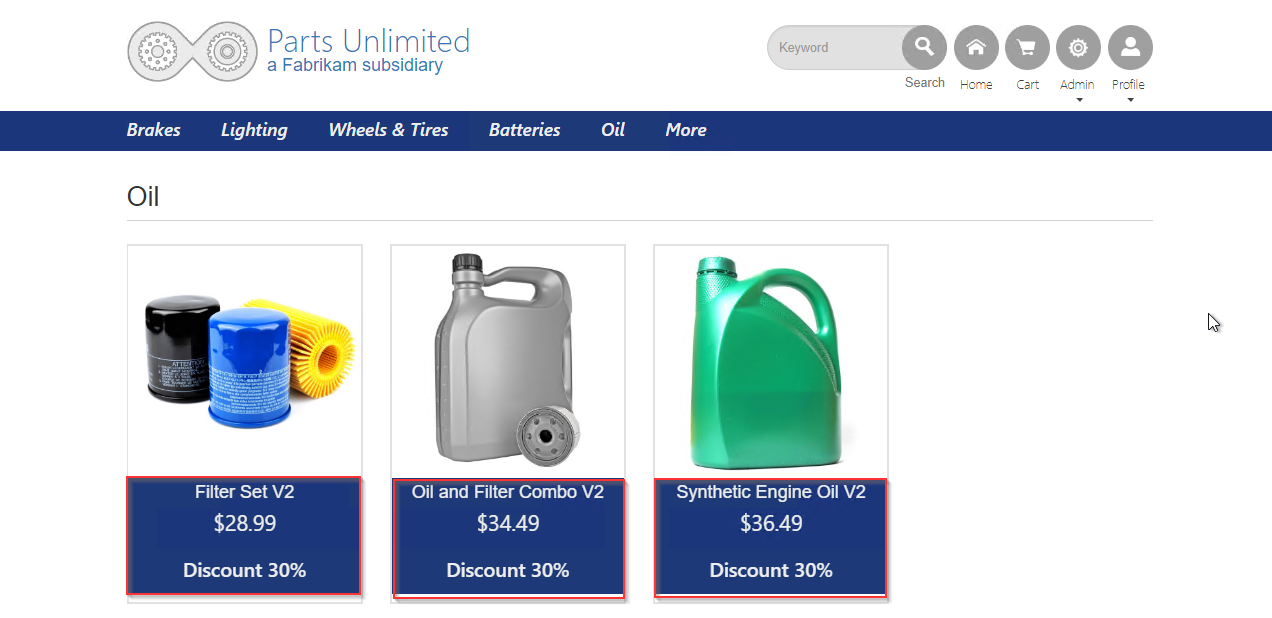 Parts Unlimited
a Fabrikam subsidiary
Keyword
Search
Home
Cart
Admin
Profile
Brakes
Lighting
Wheels & Tires
Batteries
Oil
More
Oil
ATTENTION
Filter Set V2
$28.99
Discount 30%
Oil and Filter Combo V2
$34.49
Discount 30%
Synthetic Engine Oil V2
$36.49
Discount 30%